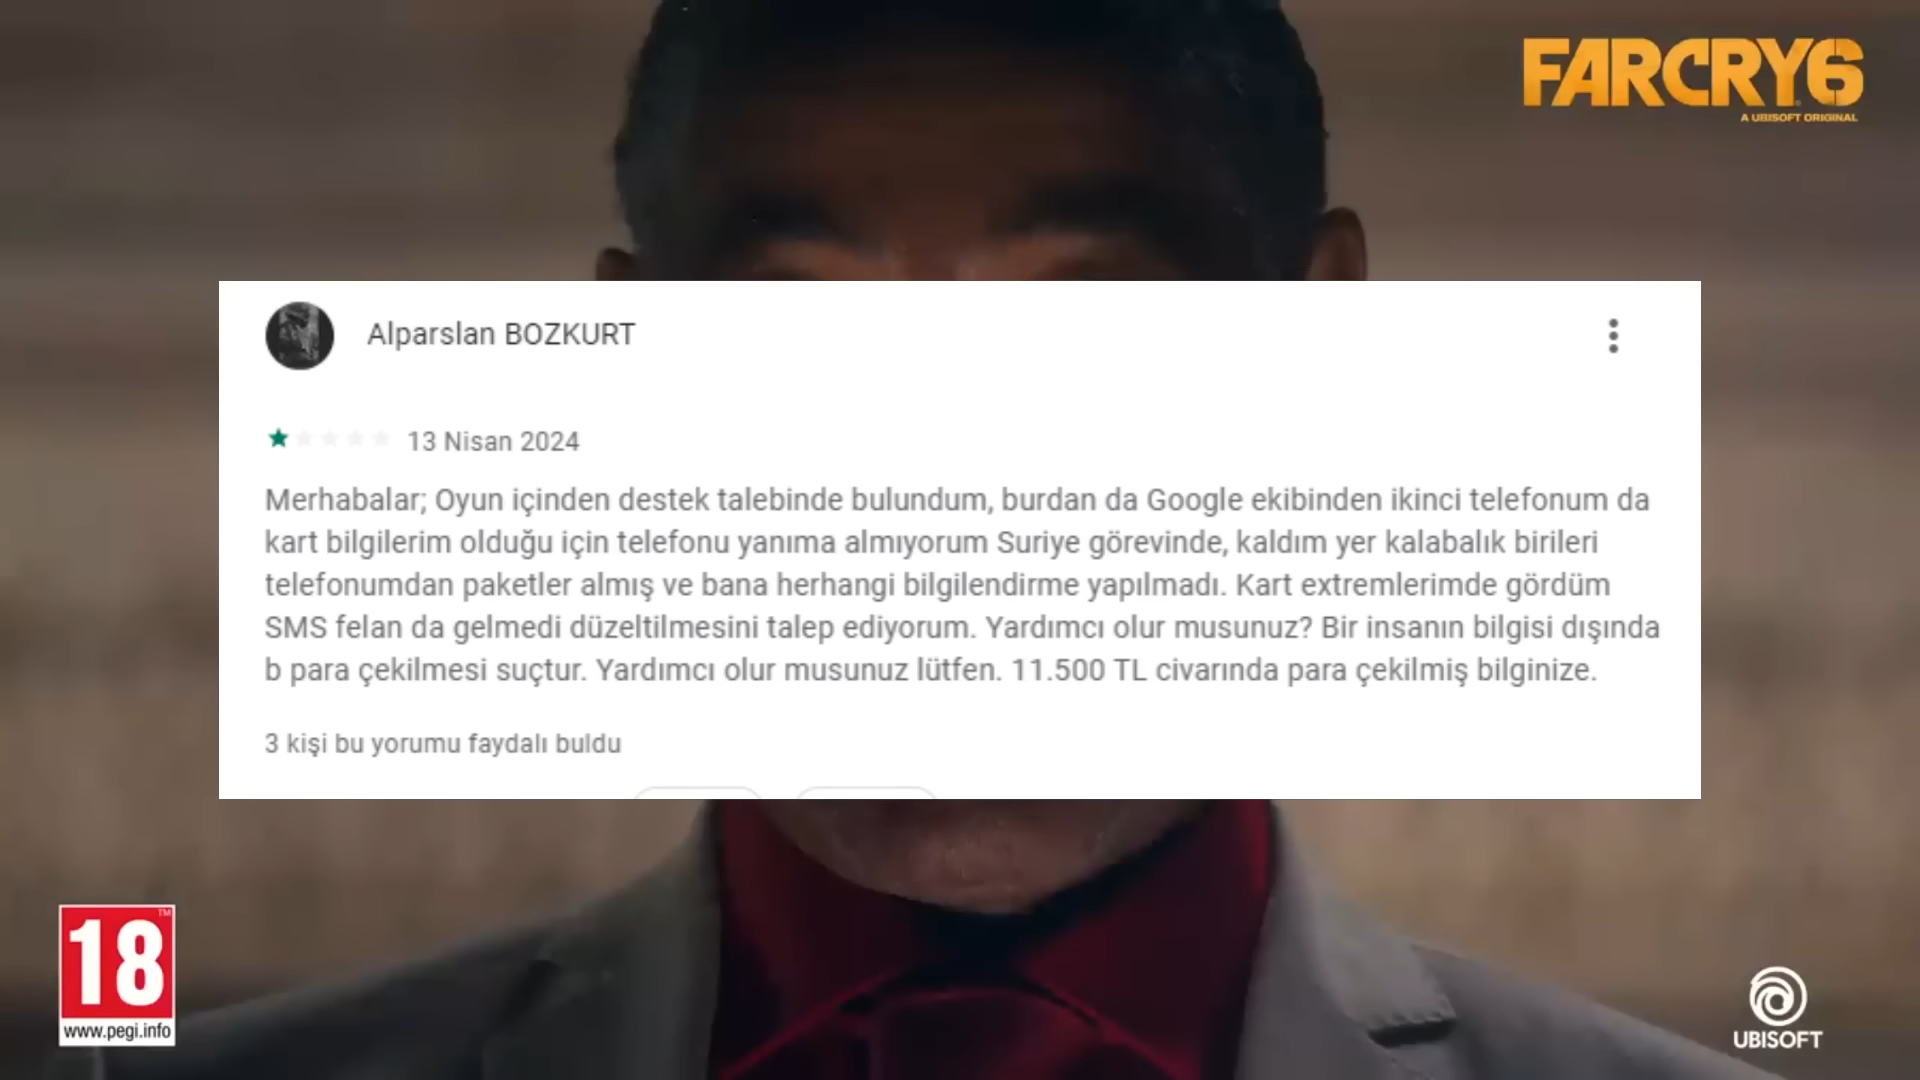 FARCRY6
A UBISOFT ORIGINAL
Alparslan BOZKURT
13 Nisan 2024
Merhabalar; Oyun içinden destek talebinde bulundum, burdan da Google ekibinden ikinci telefonum da
kart bilgilerim olduğu için telefonu yanıma almıyorum Suriye görevinde, kaldım yer kalabalık birileri
telefonumdan paketler almış ve bana herhangi bilgilendirme yapılmadı. Kart extremlerimde gördüm
SMS felan da gelmedi düzeltilmesini talep ediyorum. Yardımcı olur musunuz? Bir insanın bilgisi dışında
b para çekilmesi suçtur. Yardımcı olur musunuz lütfen. 11.500 TL civarında para çekilmiş bilginize.
3 kişi bu yorumu faydalı buldu
18
TM
www.pegi.info
UBISOFT